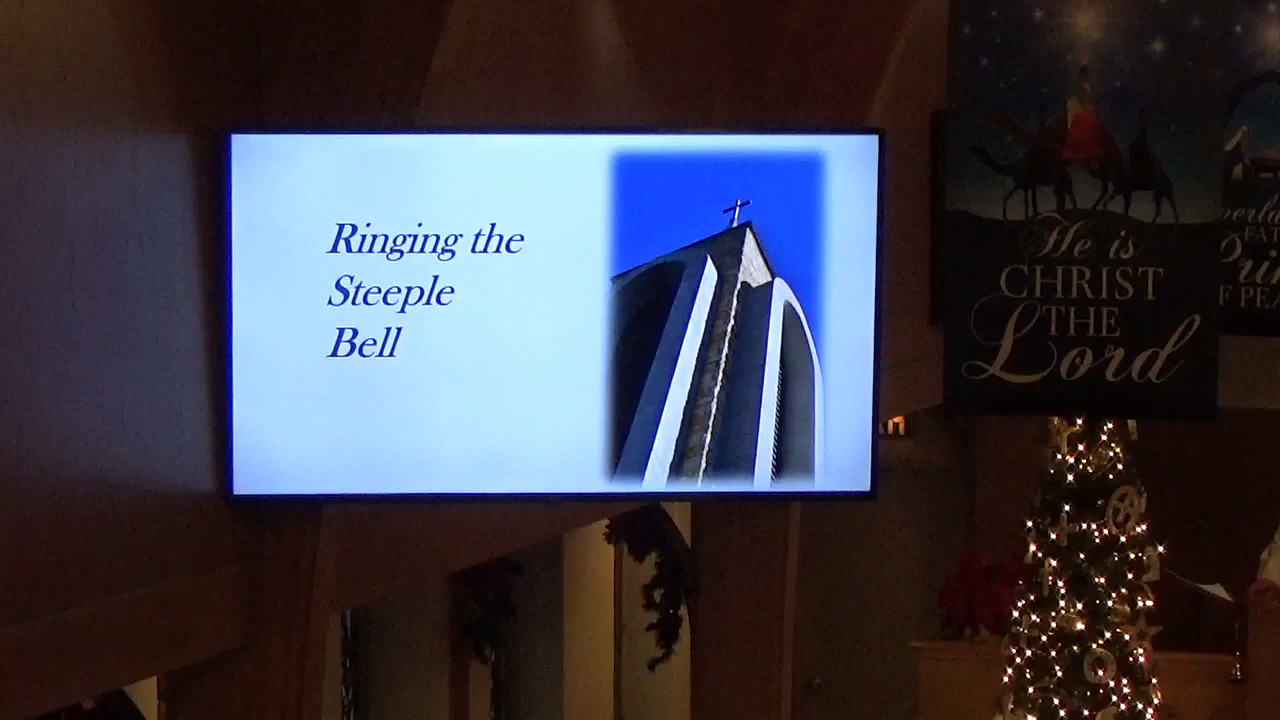 Ringing the
Steeple
Bell
He is
CHRIST
THE
Lord